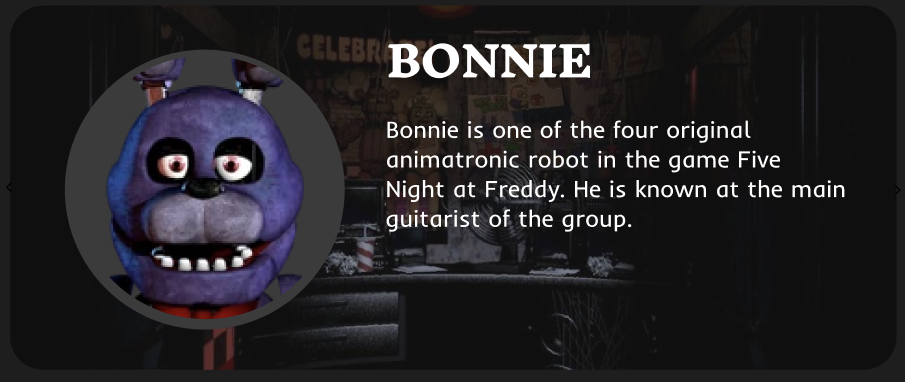 BONNIE
Bonnie is one of the four original
animatronic robot in the game Five
Night at Freddy. He is known at the main
guitarist of the group.